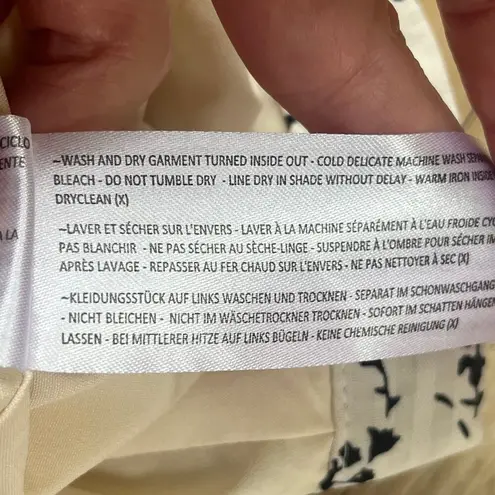 CICLO
ENTE
A LA
~WASH AND DRY GARMENT TURNED INSIDE OUT - COLD DELICATE MACHINE WASH
BLEACH - DO NOT TUMBLE DRY - LINE DRY IN SHADE WITHOUT DELAY - WARM IRON INSIDE
DRYCLEAN (X)
~LAVER ET SÉCHER SUR L'ENVERS - LAVER À LA MACHINE SÉPARÉMENT À L'EAU FROIDE CYC
PAS BLANCHIR - NE PAS SÉCHER AU SÈCHE-LINGE - SUSPENDRE À L'OMBRE POUR SÉCHER IM
APRÈS LAVAGE - REPASSER AU FER CHAUD SUR L'ENVERS - NE PAS NETTOYER À SEC (X)
~KLEIDUNGSSTÜCK AUF LINKS WASCHEN UND TROCKNEN - SEPARAT IM SCHONWASCHGANG
- NICHT BLEICHEN - NICHT IM WÄSCHETROCKNER TROCKNEN - SOFORT IM SCHATTEN HÄNGEN
LASSEN - BEI MITTLERER HITZE AUF LINKS BÜGELN - KEINE CHEMISCHE REINIGUNG (X)